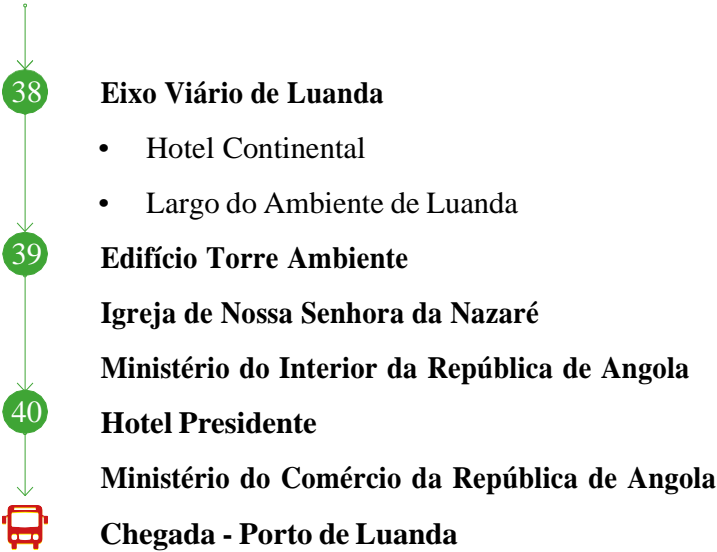 38 Eixo Viário de Luanda
• Hotel Continental
• Largo do Ambiente de Luanda
39 Edifício Torre Ambiente
Igreja de Nossa Senhora da Nazaré
Ministério do Interior da República de Angola
40 Hotel Presidente
Ministério do Comércio da República de Angola
Chegada - Porto de Luanda